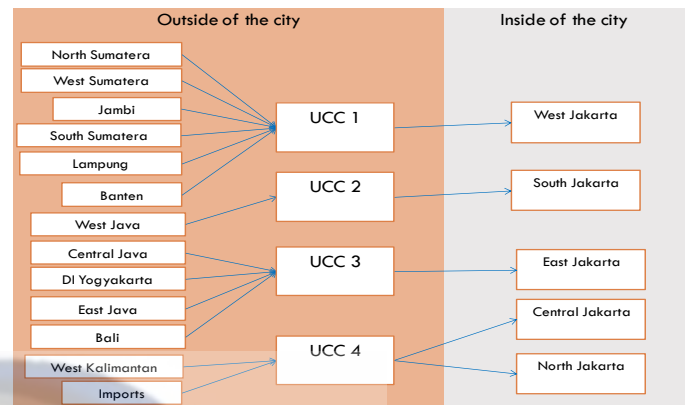 Outside of the city
Inside of the city
North Sumatera
West Sumatera
Jambi
South Sumatera
Lampung
Banten
West Java
Central Java
DI Yogyakarta
East Java
Bali
West Kalimantan
Imports
UCC 1
UCC 2
UCC 3
UCC 4
West Jakarta
South Jakarta
East Jakarta
Central Jakarta
North Jakarta